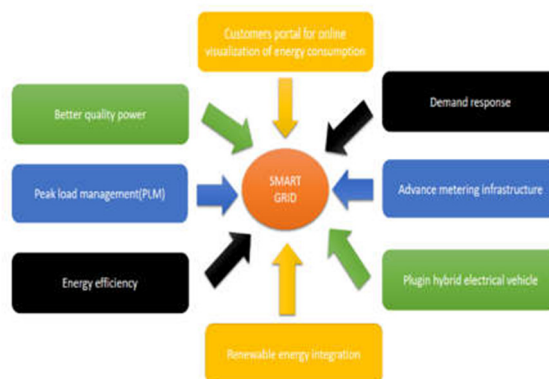 Customers portal for online
visualization of energy consumption
Better quality power
Demand response
Peak load management(PLM)
SMART
GRID
Advance metering infrastructure
Energy efficiency
Plugin hybrid electrical vehicle
Renewable energy integration